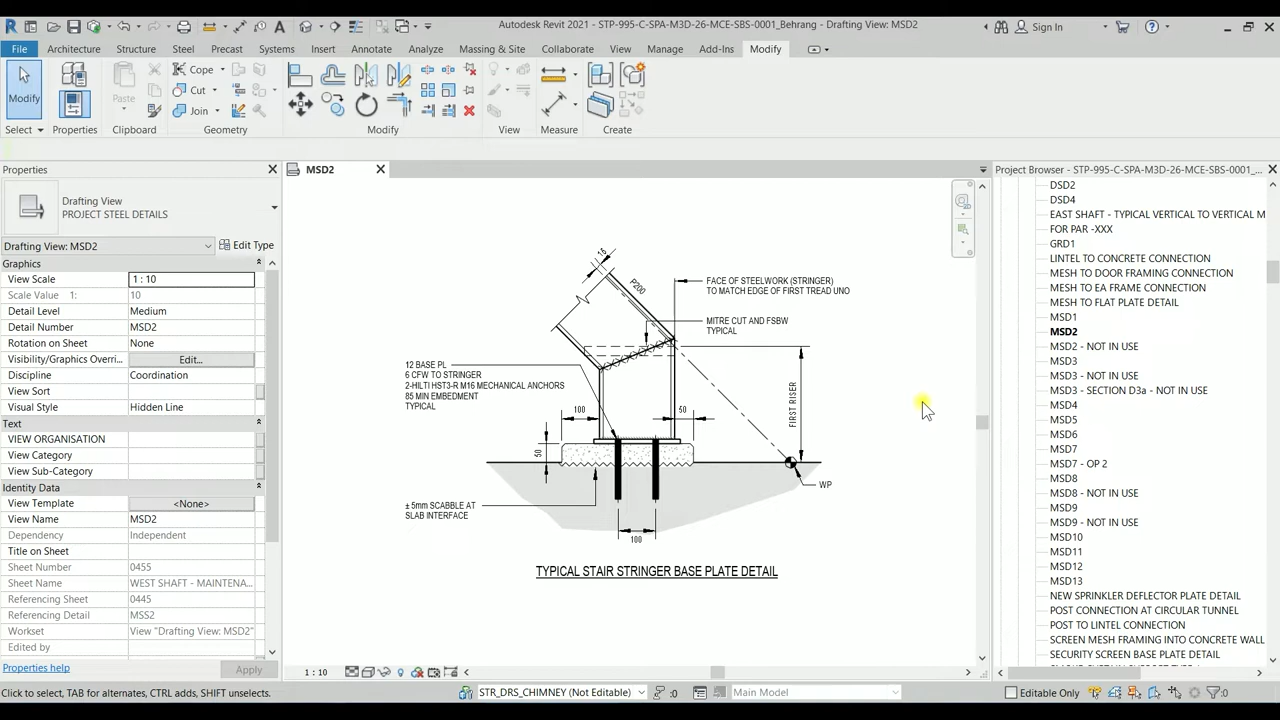 Autodesk Revit 2021 - STP-995-C-SPA-M3D-26-MCE-SBS-0001_Behrang - Drafting View: MSD2
Sign In
File Architecture Structure Steel Precast Systems Insert Annotate Analyze Massing & Site Collaborate View Manage Add-Ins Modify
Modify
Properties
Paste
Cope
Cut
Join
Select Properties Clipboard Geometry Modify View Measure Create
Properties
MSD2
Project Browser - STP-995-C-SPA-M3D-26-MCE-SBS-0001_...
Drafting View
PROJECT STEEL DETAILS
Drafting View: MSD2
Edit Type
Graphics
View Scale 1 : 10
Scale Value 1: 10
Detail Level Medium
Detail Number MSD2
Rotation on Sheet None
Visibility/Graphics Overri... Edit...
Discipline Coordination
View Sort
Visual Style Hidden Line
Text
VIEW ORGANISATION
View Category
View Sub-Category
Identity Data
View Template <None>
View Name MSD2
Dependency Independent
Title on Sheet
Sheet Number 0455
Sheet Name WEST SHAFT - MAINTENA...
Referencing Sheet 0445
Referencing Detail MSS2
Workset View "Drafting View: MSD2"
Edited by
Properties help
Apply
16
P200
FACE OF STEELWORK (STRINGER)
TO MATCH EDGE OF FIRST TREAD UNO
MITRE CUT AND FSBW
TYPICAL
12 BASE PL
6 CFW TO STRINGER
2-HILTI HST3-R M16 MECHANICAL ANCHORS
85 MIN EMBEDMENT
TYPICAL
100
50
FIRST RISER
50
WP
± 5mm SCABBLE AT
SLAB INTERFACE
100
TYPICAL STAIR STRINGER BASE PLATE DETAIL
DSD2
DSD4
EAST SHAFT - TYPICAL VERTICAL TO VERTICAL M
FOR PAR -XXX
GRD1
LINTEL TO CONCRETE CONNECTION
MESH TO DOOR FRAMING CONNECTION
MESH TO EA FRAME CONNECTION
MESH TO FLAT PLATE DETAIL
MSD1
MSD2
MSD2 - NOT IN USE
MSD3
MSD3 - NOT IN USE
MSD3 - SECTION D3a - NOT IN USE
MSD4
MSD5
MSD6
MSD7
MSD7 - OP 2
MSD8
MSD8 - NOT IN USE
MSD9
MSD9 - NOT IN USE
MSD10
MSD11
MSD12
MSD13
NEW SPRINKLER DEFLECTOR PLATE DETAIL
POST CONNECTION AT CIRCULAR TUNNEL
POST TO LINTEL CONNECTION
SCREEN MESH FRAMING INTO CONCRETE WALL
SECURITY SCREEN BASE PLATE DETAIL
1 : 10
Click to select, TAB for alternates, CTRL adds, SHIFT unselects.
STR_DRS_CHIMNEY (Not Editable)
:0
Main Model
Editable Only
:0